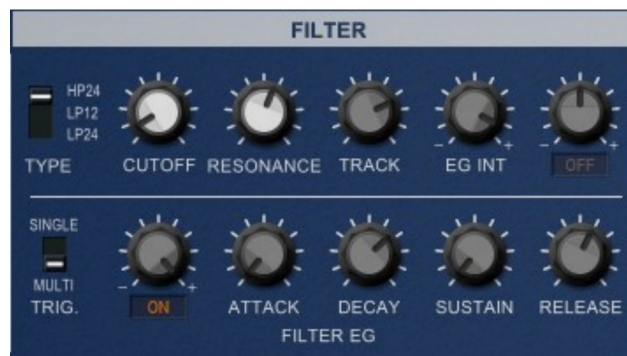 FILTER
HP24
LP12
LP24
TYPE
CUTOFF
RESONANCE
TRACK
- EG INT +
- OFF +
SINGLE
MULTI
TRIG.
- ON +
ATTACK
DECAY
SUSTAIN
RELEASE
FILTER EG